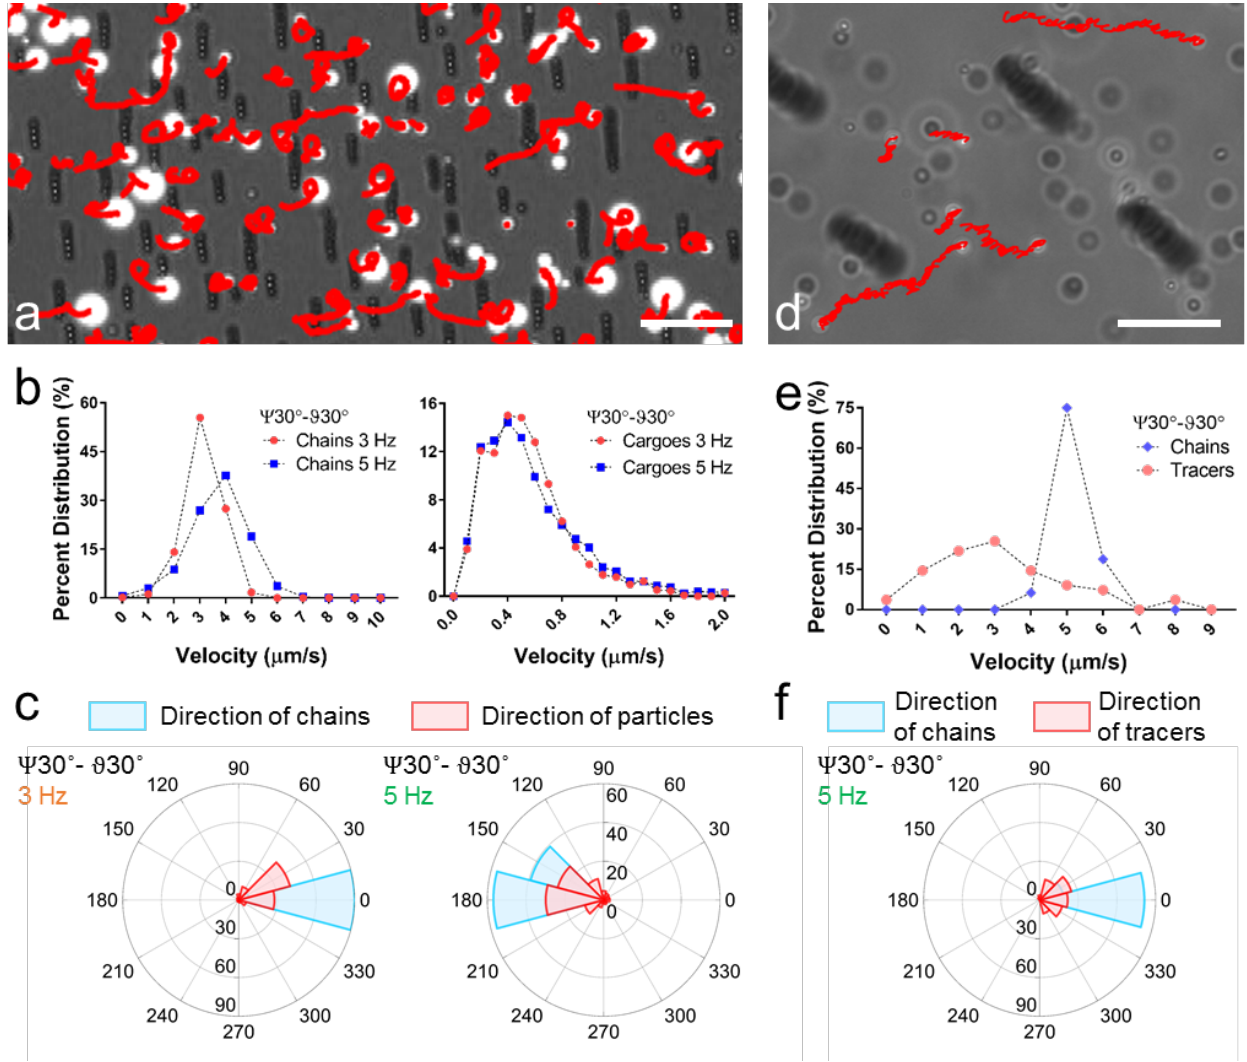 a
d
b
Percent Distribution (%)
60
45
30
15
0
Ψ30°-ϑ30°
Chains 3 Hz
Chains 5 Hz
0 1 2 3 4 5 6 7 8 9 10
Velocity (μm/s)
16
12
8
4
0
Ψ30°-ϑ30°
Cargoes 3 Hz
Cargoes 5 Hz
0.0 0.4 0.8 1.2 1.6 2.0
Velocity (μm/s)
e
Percent Distribution (%)
75
60
45
30
15
0
Ψ30°-ϑ30°
Chains
Tracers
0 1 2 3 4 5 6 7 8 9
Velocity (μm/s)
c
Direction of chains
Direction of particles
Ψ30°- ϑ30°
3 Hz
90
120 60
150 30
180 0 0
30
210 330
60
240 90 300
270
Ψ30°- ϑ30°
5 Hz
90
120 60 60
40
150 30
20
180 0 0
210 330
240 300
270
f
Direction
of chains
Direction
of tracers
Ψ30°- ϑ30°
5 Hz
90
120 60
150 30
180 0 0
30
210 330
60
240 90 300
270